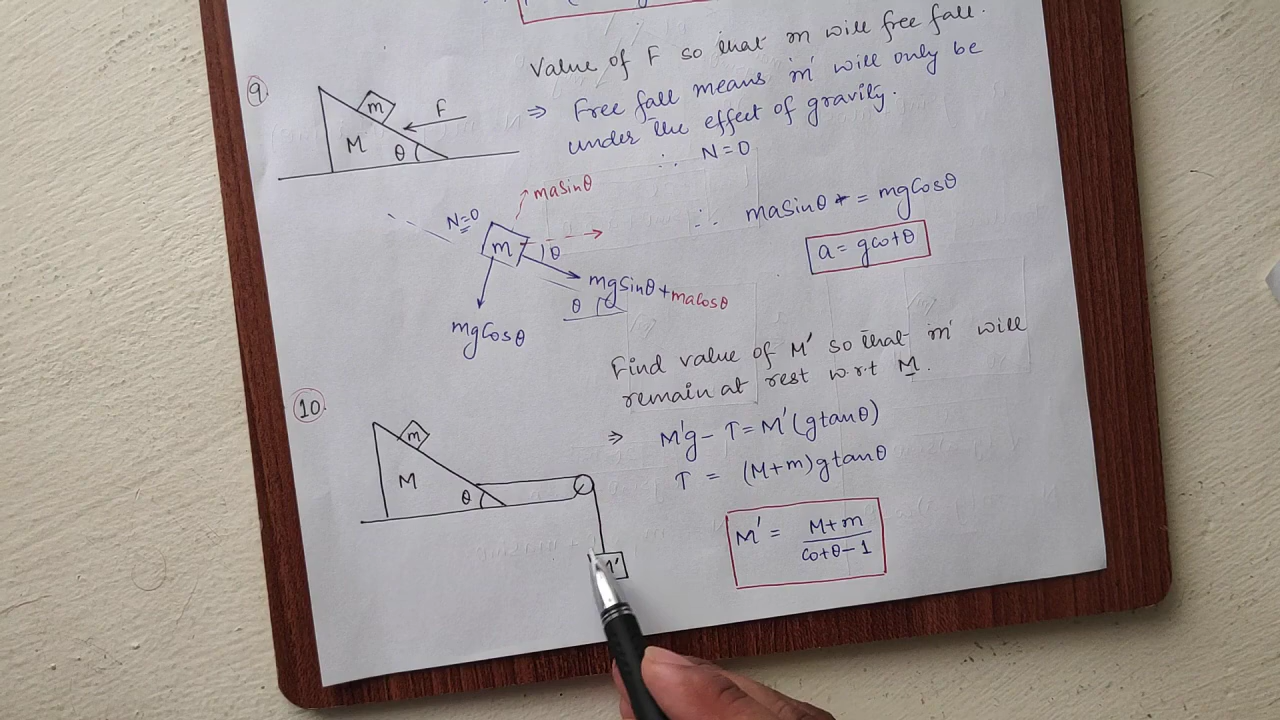 Value of F so that m will free fall.
9
m
F
M
θ
⇒ Free fall means 'm' will only be
under the effect of gravity.
∴ N=0
maSinθ
N=0
m
θ
∴ maSinθ = mgCosθ
a = gcotθ
mgSinθ + maCosθ
θ
mgCosθ
Find value of M' so that 'm' will
remain at rest w.r.t M.
10
m
M
θ
M'
⇒ M'g - T = M'(gtanθ)
T = (M+m)gtanθ
M' = M+m
cotθ-1